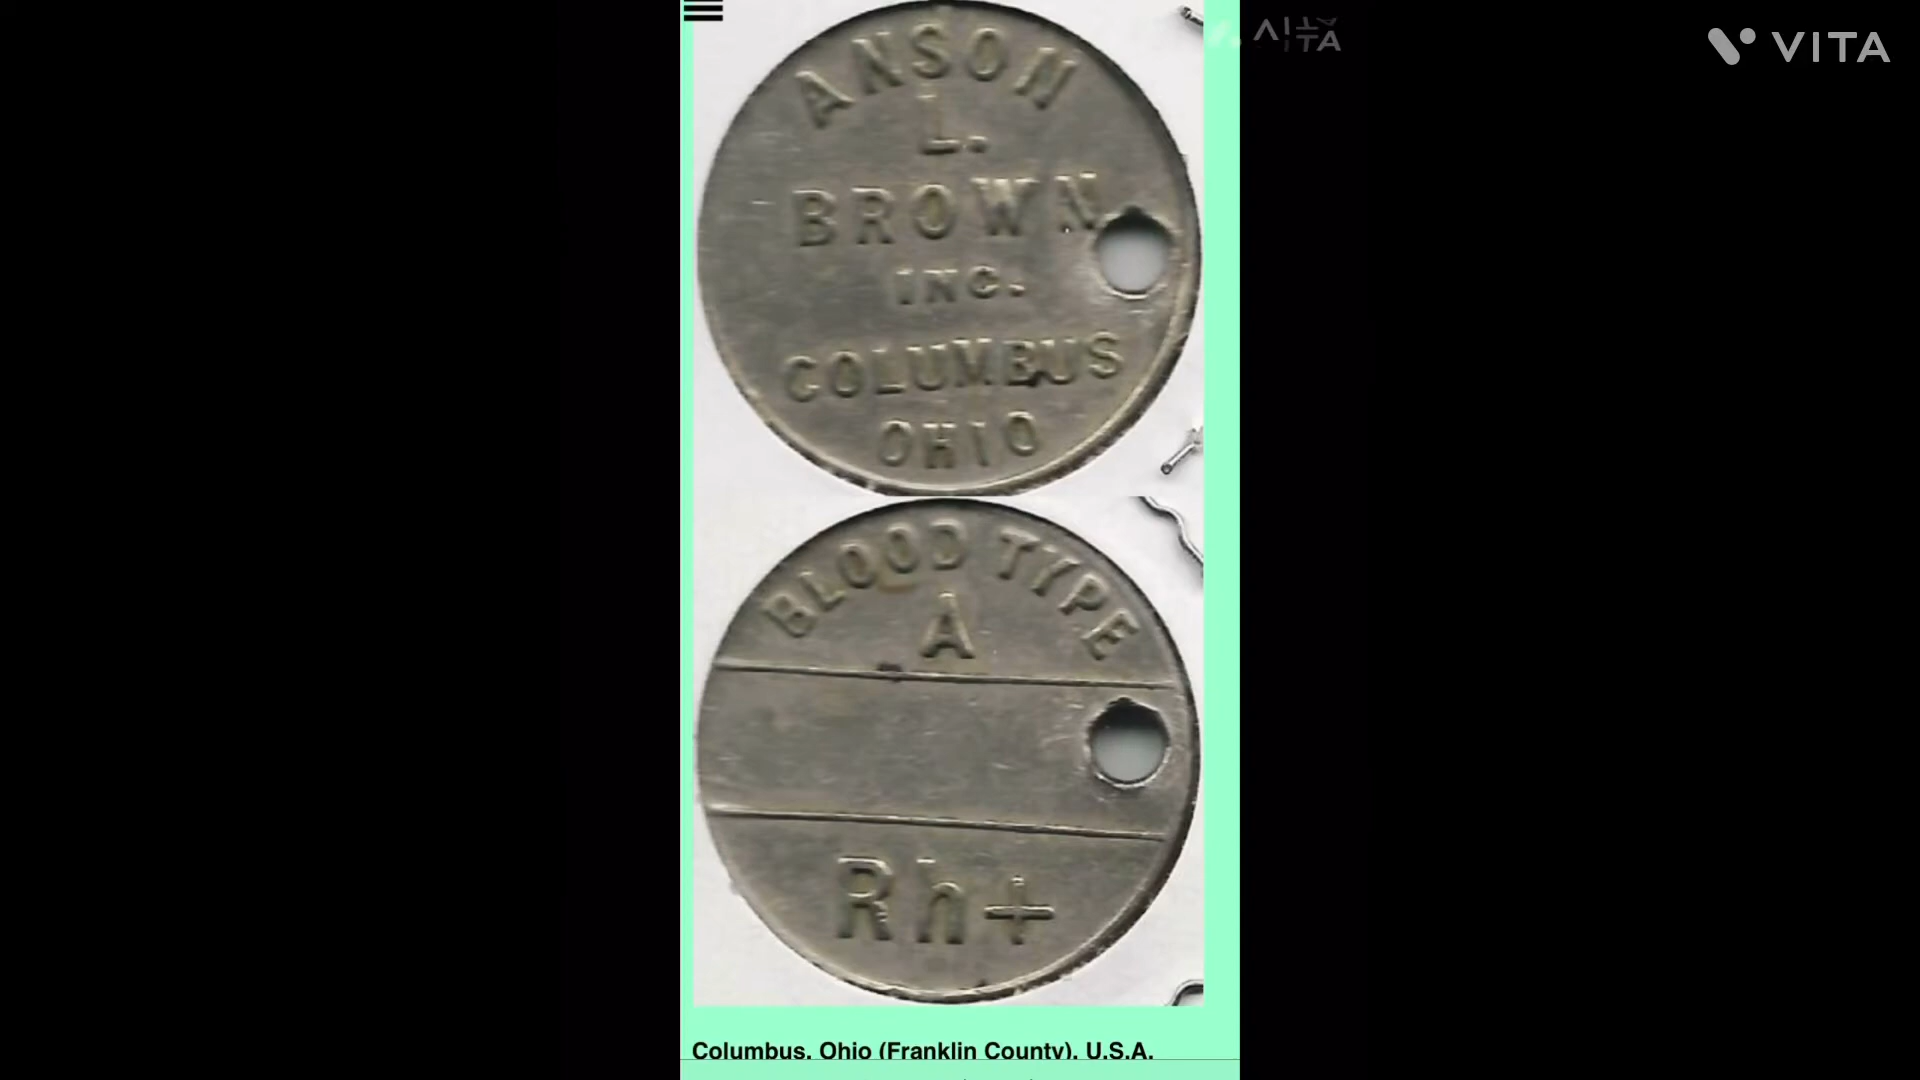 ANSON
L.
BROWN
INC.
COLUMBUS
OHIO
BLOOD TYPE
A
Rh+
Columbus, Ohio (Franklin County), U.S.A.
VITA